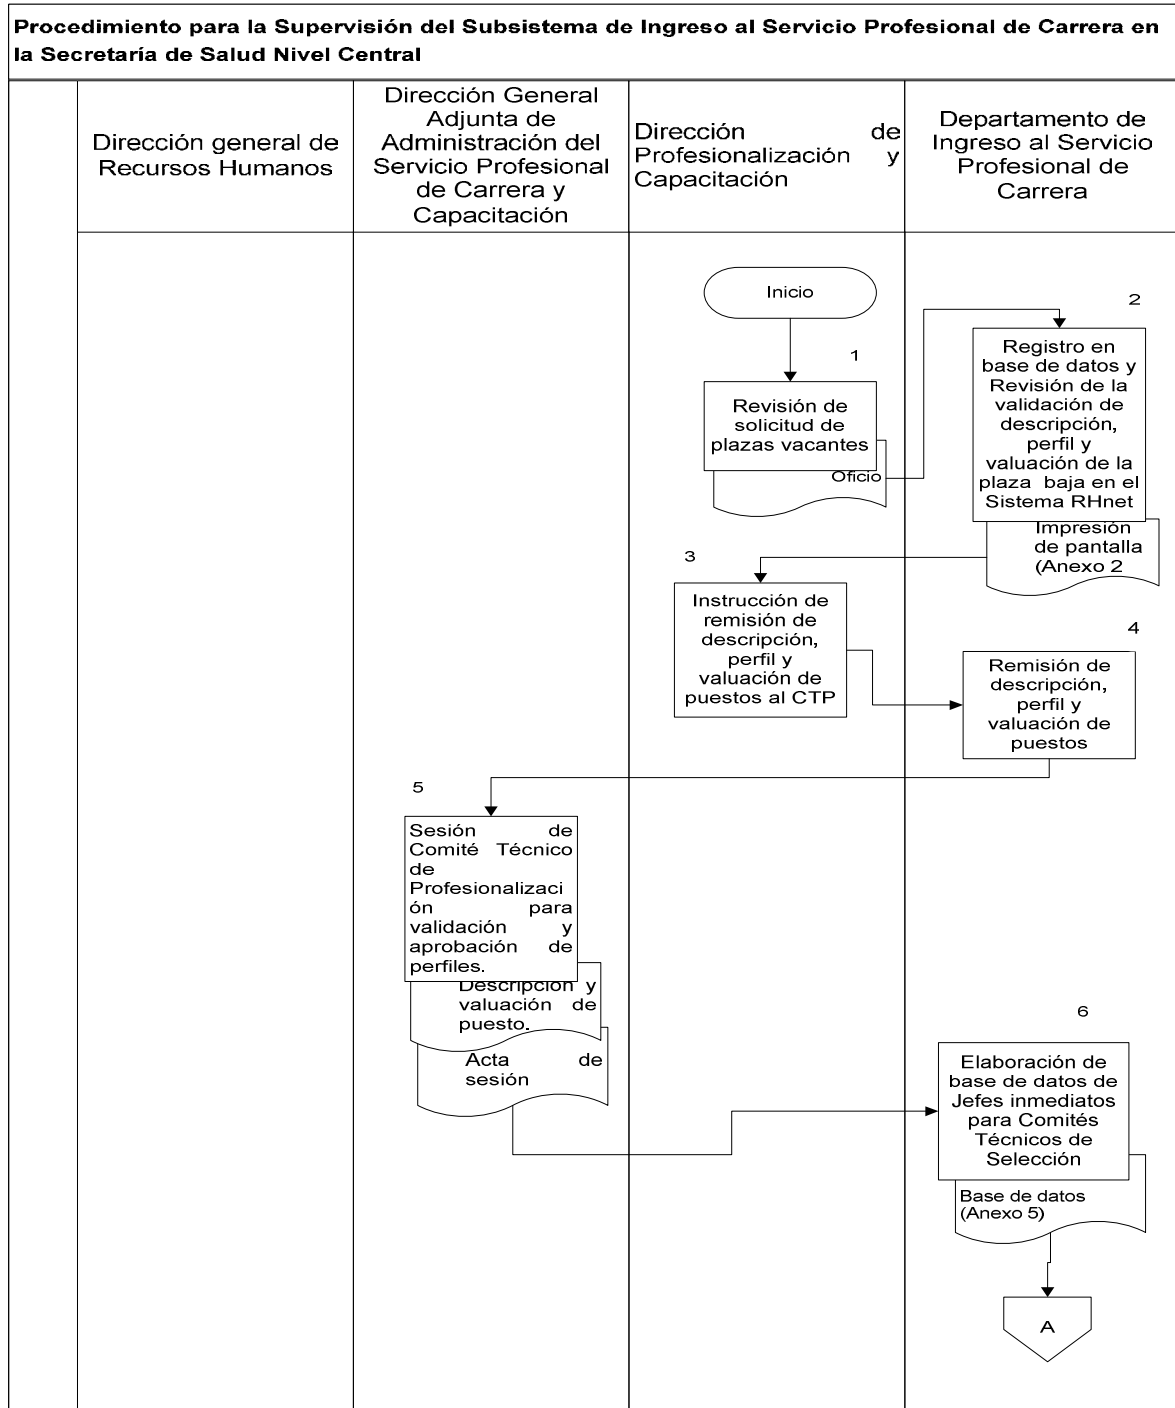 Procedimiento para la Supervisión del Subsistema de Ingreso al Servicio Profesional de Carrera en
la Secretaría de Salud Nivel Central
Dirección general de
Recursos Humanos
Dirección General
Adjunta de
Administración del
Servicio Profesional
de Carrera y
Capacitación
Dirección de
Profesionalización y
Capacitación
Departamento de
Ingreso al Servicio
Profesional de
Carrera
Inicio
1
Revisión de
solicitud de
plazas vacantes
Oficio
2
Registro en
base de datos y
Revisión de la
validación de
descripción,
perfil y
valuación de la
plaza baja en el
Sistema RHnet
Impresión
de pantalla
(Anexo 2
3
Instrucción de
remisión de
descripción,
perfil y
valuación de
puestos al CTP
4
Remisión de
descripción,
perfil y
valuación de
puestos
5
Sesión de
Comité Técnico
de
Profesionalizaci
ón para
validación y
aprobación de
perfiles.
Descripción y
valuación de
puesto.
Acta de
sesión
6
Elaboración de
base de datos de
Jefes inmediatos
para Comités
Técnicos de
Selección
Base de datos
(Anexo 5)
A